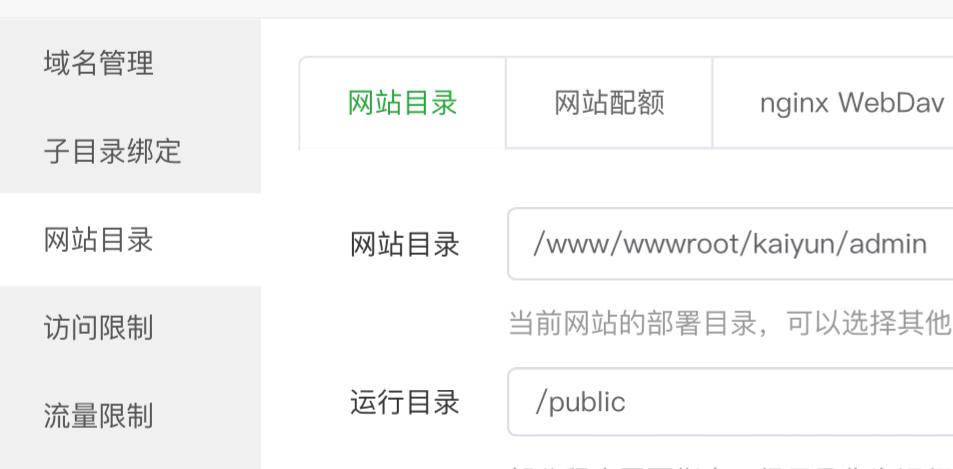 域名管理
子目录绑定
网站目录
访问限制
流量限制
网站目录 网站配额 nginx WebDav
网站目录 /www/wwwroot/kaiyun/admin
当前网站的部署目录，可以选择其他
运行目录 /public